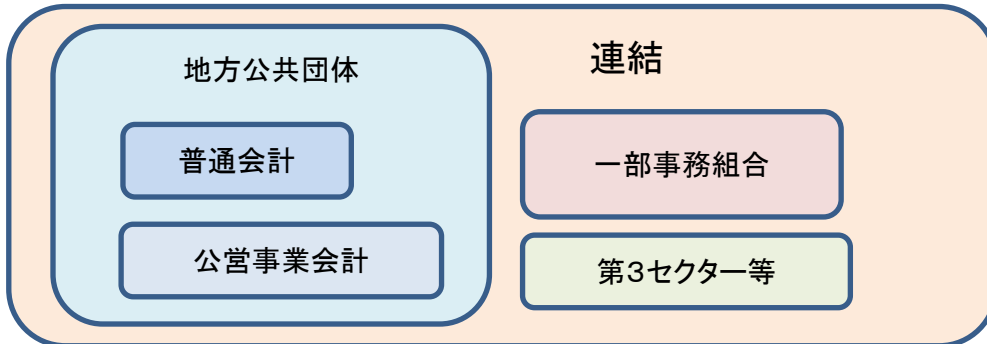 連結
地方公共団体
普通会計
公営事業会計
一部事務組合
第３セクター等